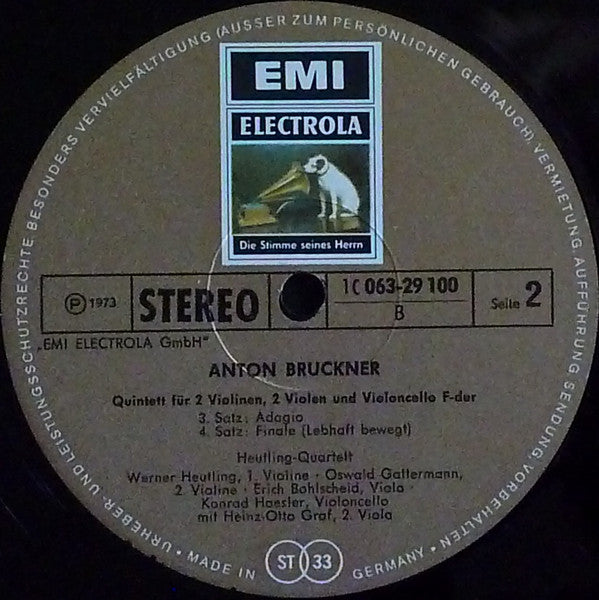 EMI
ELECTROLA
Die Stimme seines Herrn
Ⓟ 1973
STEREO
1C 063-29 100
B
Seite 2
„EMI ELECTROLA GmbH"
ANTON BRUCKNER
Quintett für 2 Violinen, 2 Violen und Violoncello F-dur
3. Satz: Adagio
4. Satz: Finale (Lebhaft bewegt)
Heutling-Quartett
Werner Heutling, 1. Violine · Oswald Gattermann,
2. Violine · Erich Bohlscheid, Viola ·
Konrad Haesler, Violoncello
mit Heinz-Otto Graf, 2. Viola
URHEBER- UND LEISTUNGSSCHUTZRECHTE, BESONDERS VERVIELFÄLTIGUNG (AUSSER ZUM PERSÖNLICHEN GEBRAUCH), VERMIETUNG, AUFFÜHRUNG, SENDUNG, VORBEHALTEN · MADE IN GERMANY ·
ST 33